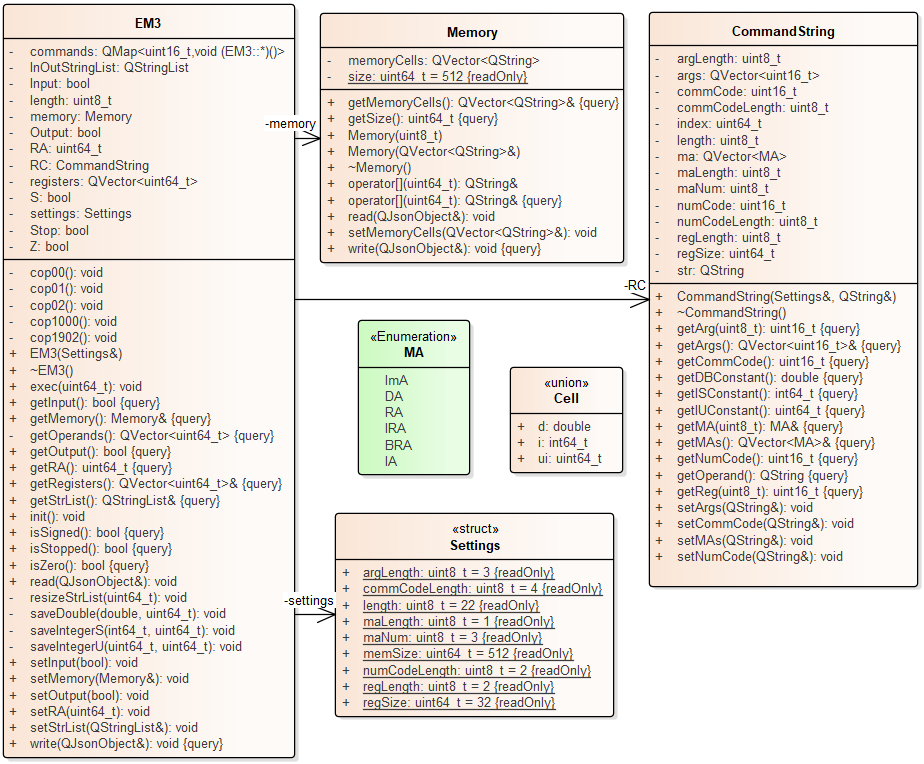 EM3
- commands: QMap<uint16_t,void (EM3::*)()>
- InOutStringList: QStringList
- Input: bool
- length: uint8_t
- memory: Memory
- Output: bool
- RA: uint64_t
- RC: CommandString
- registers: QVector<uint64_t>
- S: bool
- settings: Settings
- Stop: bool
- Z: bool
- cop00(): void
- cop01(): void
- cop02(): void
- cop1000(): void
- cop1902(): void
+ EM3(Settings&)
+ ~EM3()
+ exec(uint64_t): void
+ getInput(): bool {query}
+ getMemory(): Memory& {query}
- getOperands(): QVector<uint64_t> {query}
+ getOutput(): bool {query}
+ getRA(): uint64_t {query}
+ getRegisters(): QVector<uint64_t>& {query}
+ getStrList(): QStringList& {query}
+ init(): void
+ isSigned(): bool {query}
+ isStopped(): bool {query}
+ isZero(): bool {query}
+ read(QJsonObject&): void
- resizeStrList(uint64_t): void
- saveDouble(double, uint64_t): void
- saveIntegerS(int64_t, uint64_t): void
- saveIntegerU(uint64_t, uint64_t): void
+ setInput(bool): void
+ setMemory(Memory&): void
+ setOutput(bool): void
+ setRA(uint64_t): void
+ setStrList(QStringList&): void
+ write(QJsonObject&): void {query}
-memory
Memory
- memoryCells: QVector<QString>
- size: uint64_t = 512 {readOnly}
+ getMemoryCells(): QVector<QString>& {query}
+ getSize(): uint64_t {query}
+ Memory(uint8_t)
+ Memory(QVector<QString>&)
+ ~Memory()
+ operator[](uint64_t): QString&
+ operator[](uint64_t): QString& {query}
+ read(QJsonObject&): void
+ setMemoryCells(QVector<QString>&): void
+ write(QJsonObject&): void {query}
-RC
CommandString
- argLength: uint8_t
- args: QVector<uint16_t>
- commCode: uint16_t
- commCodeLength: uint8_t
- index: uint64_t
- length: uint8_t
- ma: QVector<MA>
- maLength: uint8_t
- maNum: uint8_t
- numCode: uint16_t
- numCodeLength: uint8_t
- regLength: uint8_t
- regSize: uint64_t
- str: QString
+ CommandString(Settings&, QString&)
+ ~CommandString()
+ getArg(uint8_t): uint16_t {query}
+ getArgs(): QVector<uint16_t>& {query}
+ getCommCode(): uint16_t {query}
+ getDBConstant(): double {query}
+ getISConstant(): int64_t {query}
+ getIUConstant(): uint64_t {query}
+ getMA(uint8_t): MA& {query}
+ getMAs(): QVector<MA>& {query}
+ getNumCode(): uint16_t {query}
+ getOperand(): QString {query}
+ getReg(uint8_t): uint16_t {query}
+ setArgs(QString&): void
+ setCommCode(QString&): void
+ setMAs(QString&): void
+ setNumCode(QString&): void
«Enumeration»
MA
ImA
DA
RA
IRA
BRA
IA
«union»
Cell
+ d: double
+ i: int64_t
+ ui: uint64_t
-settings
«struct»
Settings
+ argLength: uint8_t = 3 {readOnly}
+ commCodeLength: uint8_t = 4 {readOnly}
+ length: uint8_t = 22 {readOnly}
+ maLength: uint8_t = 1 {readOnly}
+ maNum: uint8_t = 3 {readOnly}
+ memSize: uint64_t = 512 {readOnly}
+ numCodeLength: uint8_t = 2 {readOnly}
+ regLength: uint8_t = 2 {readOnly}
+ regSize: uint64_t = 32 {readOnly}